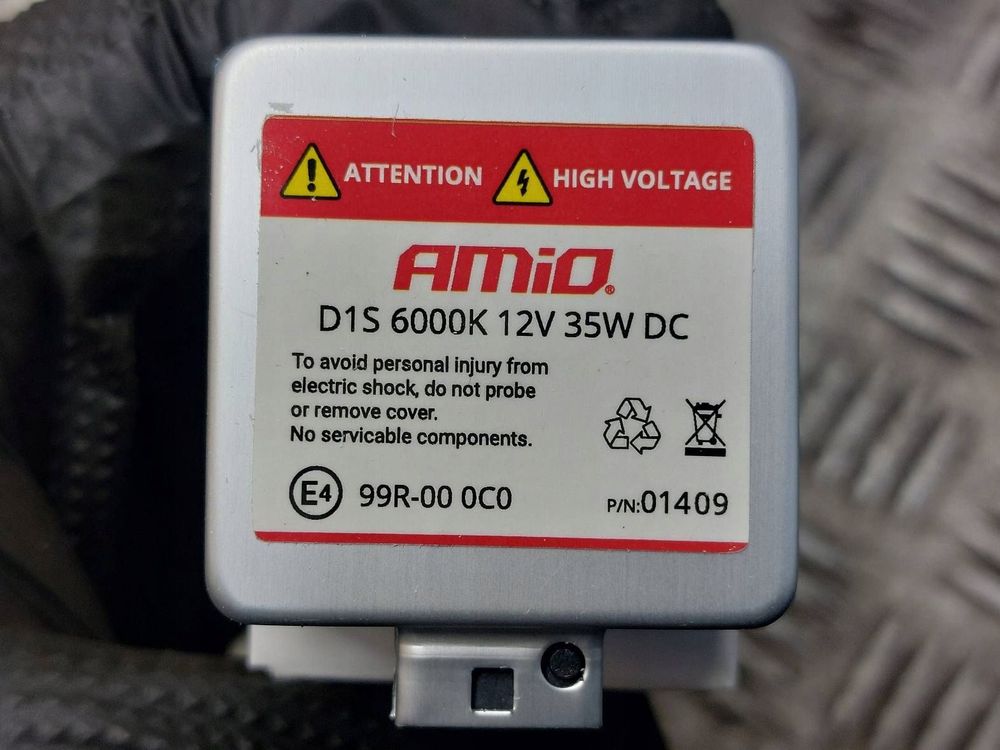 ATTENTION HIGH VOLTAGE
AMiO®
D1S 6000K 12V 35W DC
To avoid personal injury from
electric shock, do not probe
or remove cover.
No servicable components.
E4 99R-00 0C0 P/N:01409